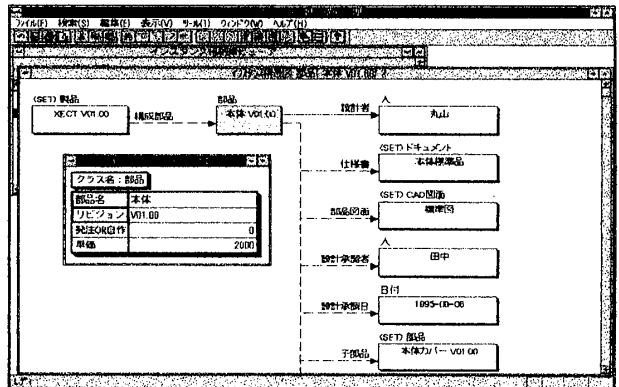 ファイル(F) 検索(S) 編集(E) 表示(V) ツール(T) ウィンドウ(W) ヘルプ(H)
(SET) 製品
XECT V01.00
構成部品
部品
本体 V01.00
設計者
人
丸山
仕様書
(SET) ドキュメント
本体標準品
部品図面
(SET) CAD図面
標準図
設計承認者
人
田中
設計承認日
日付
子部品
(SET) 部品
本体カバー V01.00
クラス名:部品
部品名 本体
リビジョン V01.00
発注OR自作 0
単価 2000